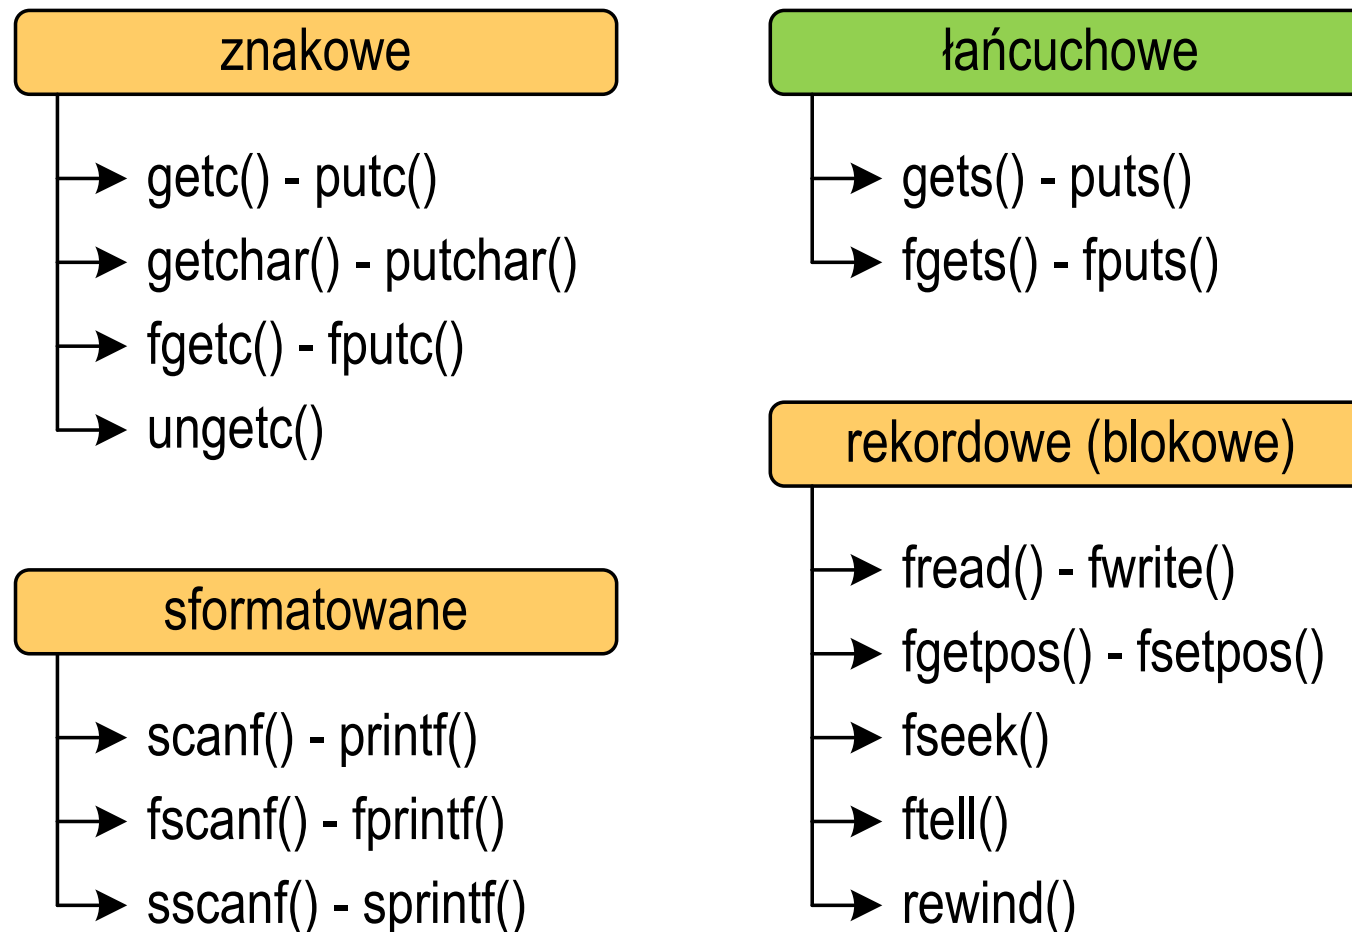 znakowe
getc() - putc()
getchar() - putchar()
fgetc() - fputc()
ungetc()
sformatowane
scanf() - printf()
fscanf() - fprintf()
sscanf() - sprintf()
łańcuchowe
gets() - puts()
fgets() - fputs()
rekordowe (blokowe)
fread() - fwrite()
fgetpos() - fsetpos()
fseek()
ftell()
rewind()